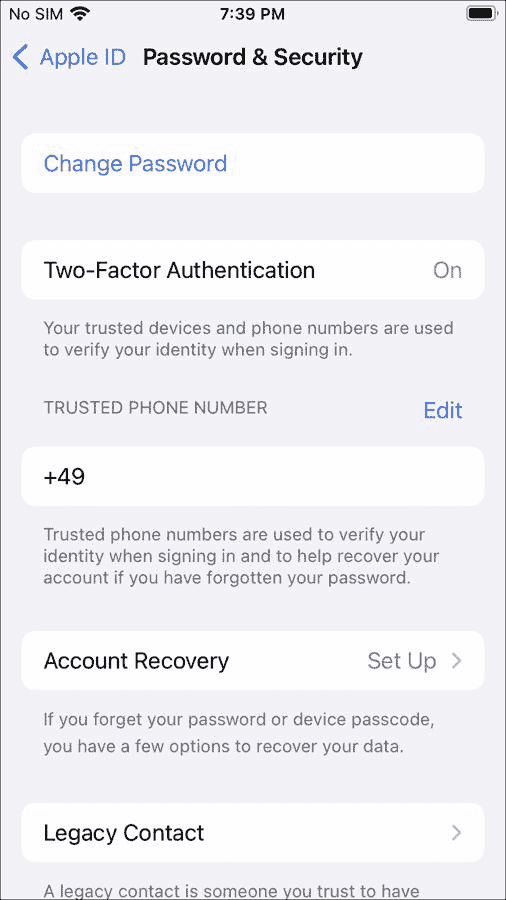 No SIM 7:39 PM
Apple ID Password & Security
Change Password
Two-Factor Authentication On
Your trusted devices and phone numbers are used
to verify your identity when signing in.
TRUSTED PHONE NUMBER Edit
+49
Trusted phone numbers are used to verify your
identity when signing in and to help recover your
account if you have forgotten your password.
Account Recovery Set Up
If you forget your password or device passcode,
you have a few options to recover your data.
Legacy Contact
A legacy contact is someone you trust to have